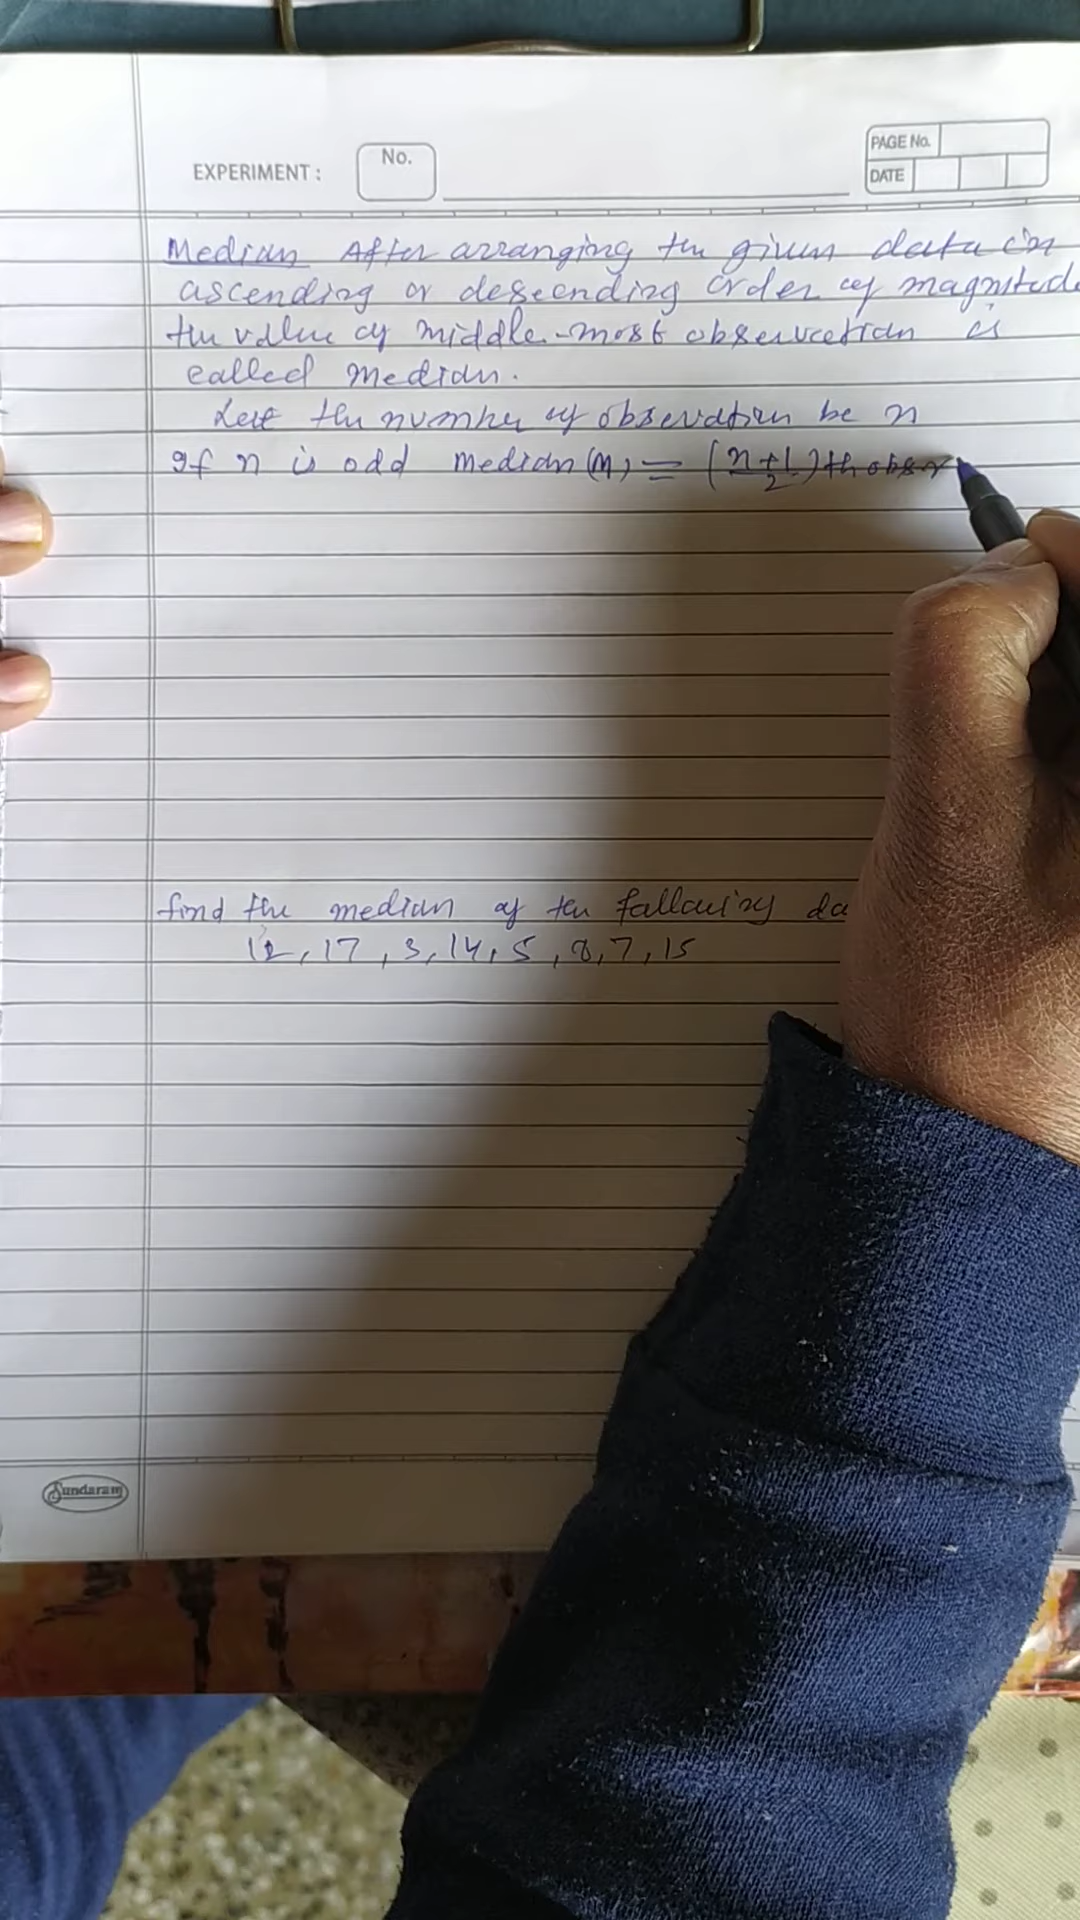 EXPERIMENT :
No.
PAGE No.
DATE
Median After arranging the given data in
ascending or descending order of magnitude
the value of middle-most observation is
called median.
Let the number of observation be n
If n is odd median (M) = (n+1/2)th obser
find the median of the following da
12, 17, 3, 14, 5, 8, 7, 15
Sundaram